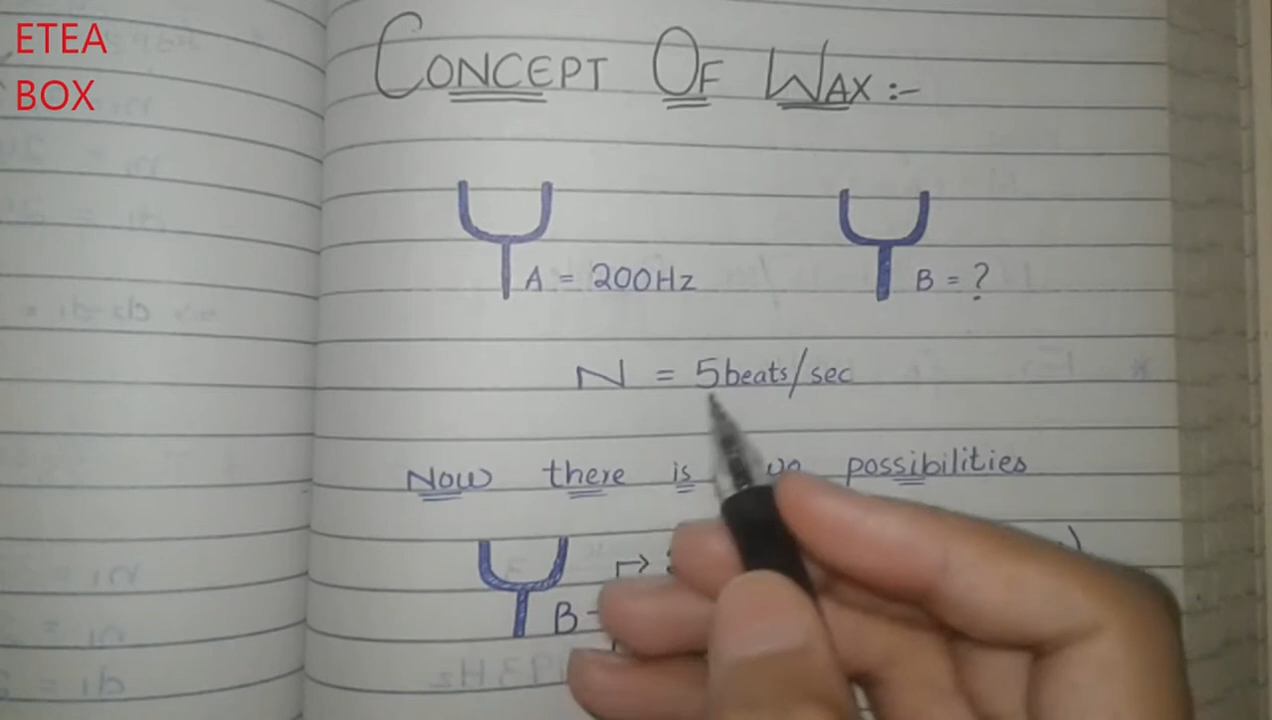 ETEA
BOX
CONCEPT OF WAX:-
A = 200Hz
B = ?
N = 5beats/sec
Now there is possibilities
B